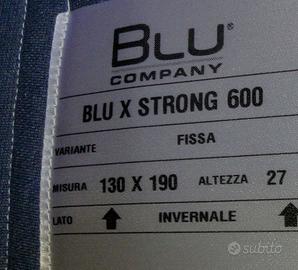 BLU®
COMPANY
BLU X STRONG 600
VARIANTE FISSA
MISURA 130 X 190 ALTEZZA 27
LATO INVERNALE
subito